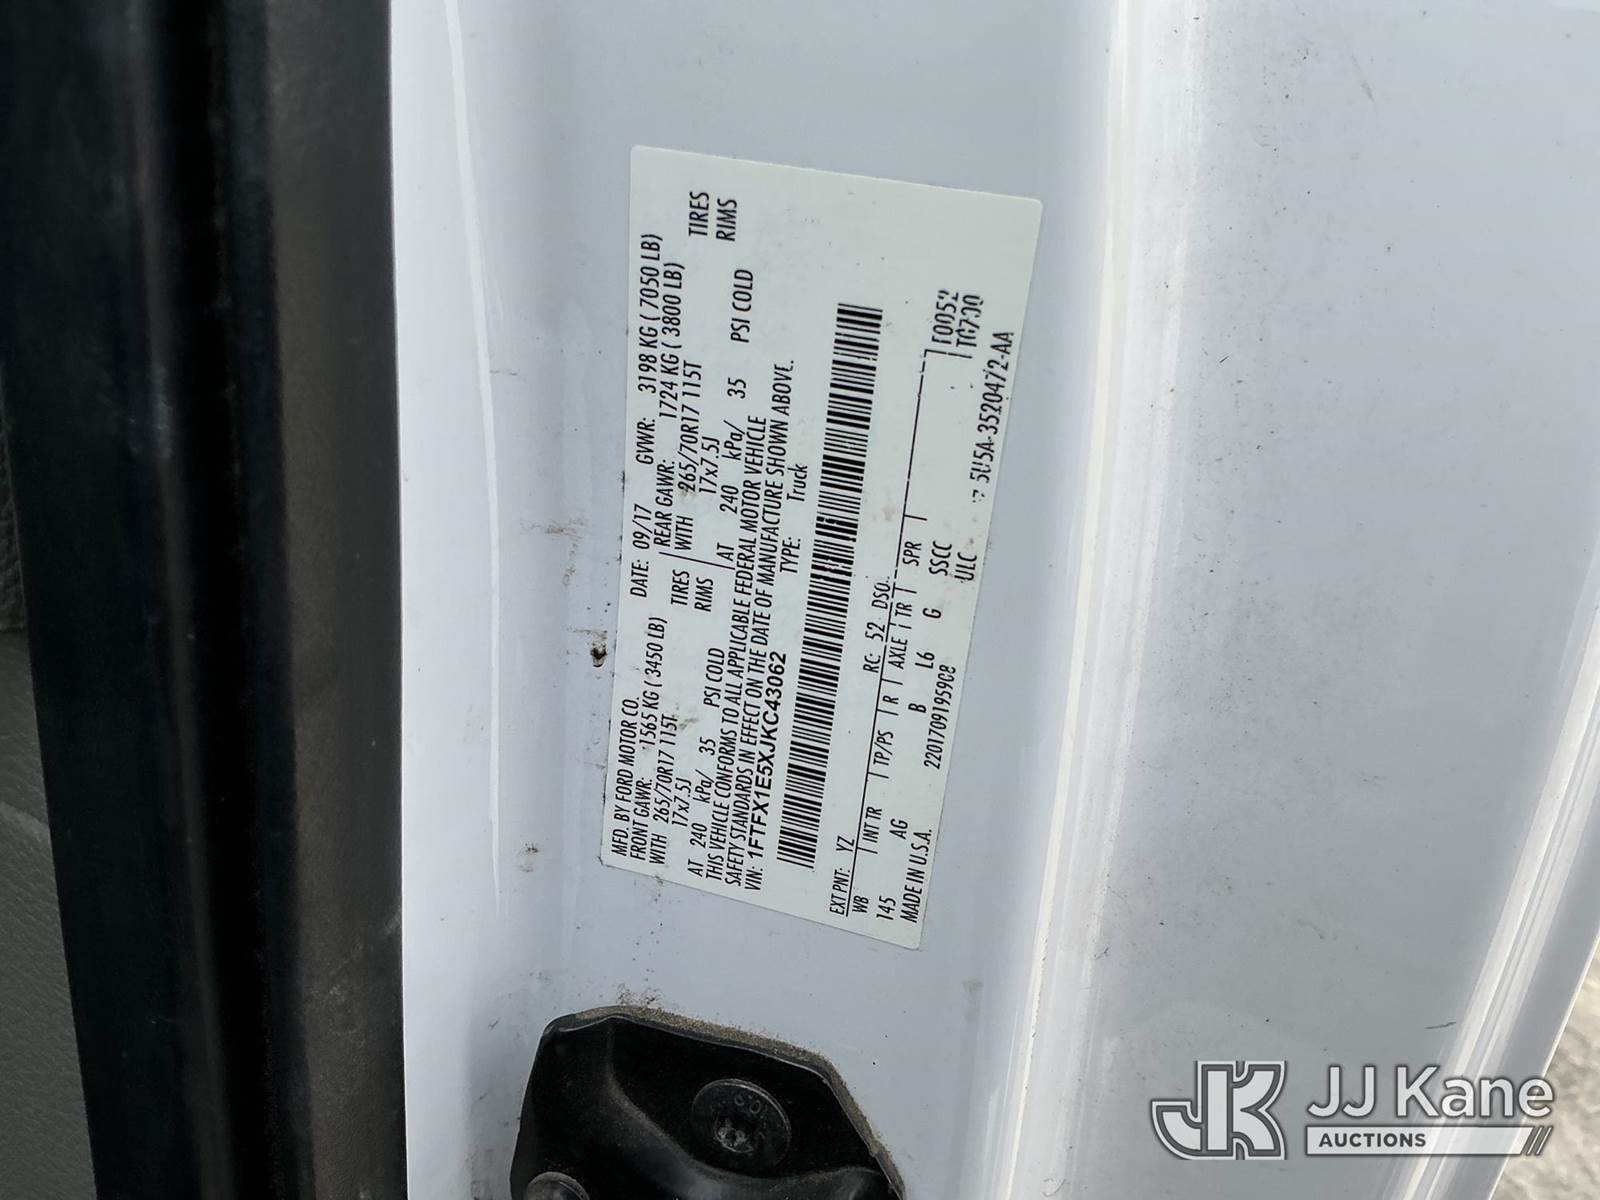 MFD. BY FORD MOTOR CO.
DATE: 09/17 GVWR: 3198 KG ( 7050 LB)
FRONT GAWR: 1565 KG ( 3450 LB)
REAR GAWR: 1724 KG ( 3800 LB)
WITH 265/70R17 115T TIRES
WITH 265/70R17 115T TIRES
17x7.5J RIMS
17x7.5J RIMS
AT 240 kPa/ 35 PSI COLD
AT 240 kPa/ 35 PSI COLD
THIS VEHICLE CONFORMS TO ALL APPLICABLE FEDERAL MOTOR VEHICLE
SAFETY STANDARDS IN EFFECT ON THE DATE OF MANUFACTURE SHOWN ABOVE.
VIN: 1FTFX1E5XJKC43062 TYPE: Truck
EXT PNT: YZ RC: 52 DSO:
WB INT TR TP/PS R AXLE TR SPR
145 AG B L6 G SSCC
MADE IN U.S.A. 220170919590B ULC
5U5A-3520472-AA
JK JJ Kane
AUCTIONS